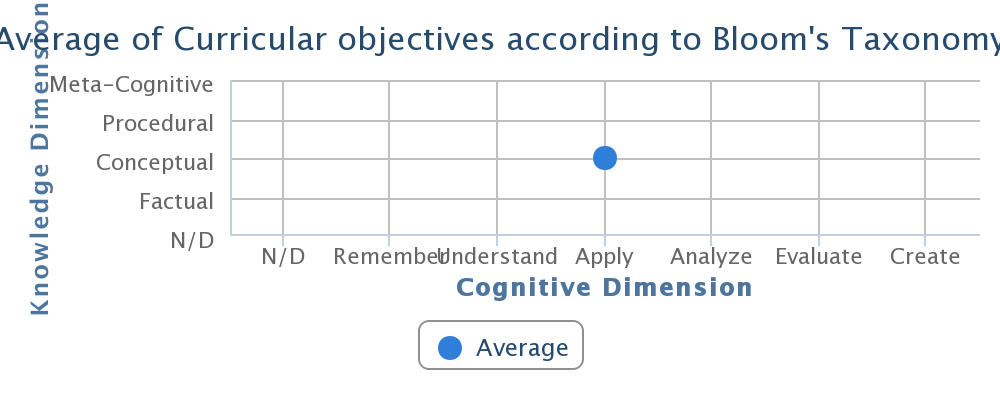 Average of Curricular objectives according to Bloom's Taxonomy
Knowledge Dimension
Meta-Cognitive
Procedural
Conceptual
Factual
N/D
N/D Remember Understand Apply Analyze Evaluate Create
Cognitive Dimension
Average